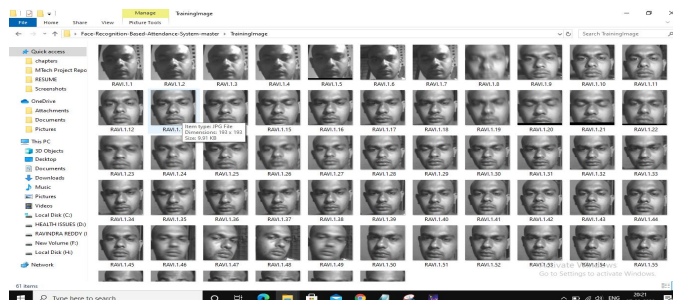 Manage TrainingImage
File Home Share View Picture Tools
Face-Recognition-Based-Attendance-System-master > TrainingImage Search TrainingImage
Quick access
chapters
MTech Project Repo
RESUME
Screenshots
OneDrive
Attachments
Documents
Pictures
This PC
3D Objects
Desktop
Documents
Downloads
Music
Pictures
Videos
Local Disk (C:)
HEALTH ISSUES (D:)
RAVINDRA REDDY (
New Volume (F:)
Local Disk (H:)
Network
RAVI.1.1 RAVI.1.2 RAVI.1.3 RAVI.1.4 RAVI.1.5 RAVI.1.6 RAVI.1.7 RAVI.1.8 RAVI.1.9 RAVI.1.10 RAVI.1.11
RAVI.1.12 RAVI.1. RAVI.1.15 RAVI.1.16 RAVI.1.17 RAVI.1.18 RAVI.1.19 RAVI.1.20 RAVI.1.21 RAVI.1.22
Item type: JPG File
Dimensions: 193 x 193
Size: 9.91 KB
RAVI.1.23 RAVI.1.24 RAVI.1.25 RAVI.1.26 RAVI.1.27 RAVI.1.28 RAVI.1.29 RAVI.1.30 RAVI.1.31 RAVI.1.32 RAVI.1.33
RAVI.1.34 RAVI.1.35 RAVI.1.36 RAVI.1.37 RAVI.1.38 RAVI.1.39 RAVI.1.40 RAVI.1.41 RAVI.1.42 RAVI.1.43 RAVI.1.44
RAVI.1.45 RAVI.1.46 RAVI.1.47 RAVI.1.48 RAVI.1.49 RAVI.1.50 RAVI.1.51 RAVI.1.52 RAVI.1.53 RAVI.1.54 RAVI.1.55
Go to Settings to activate Windows.
61 items
Type here to search ENG 20:21